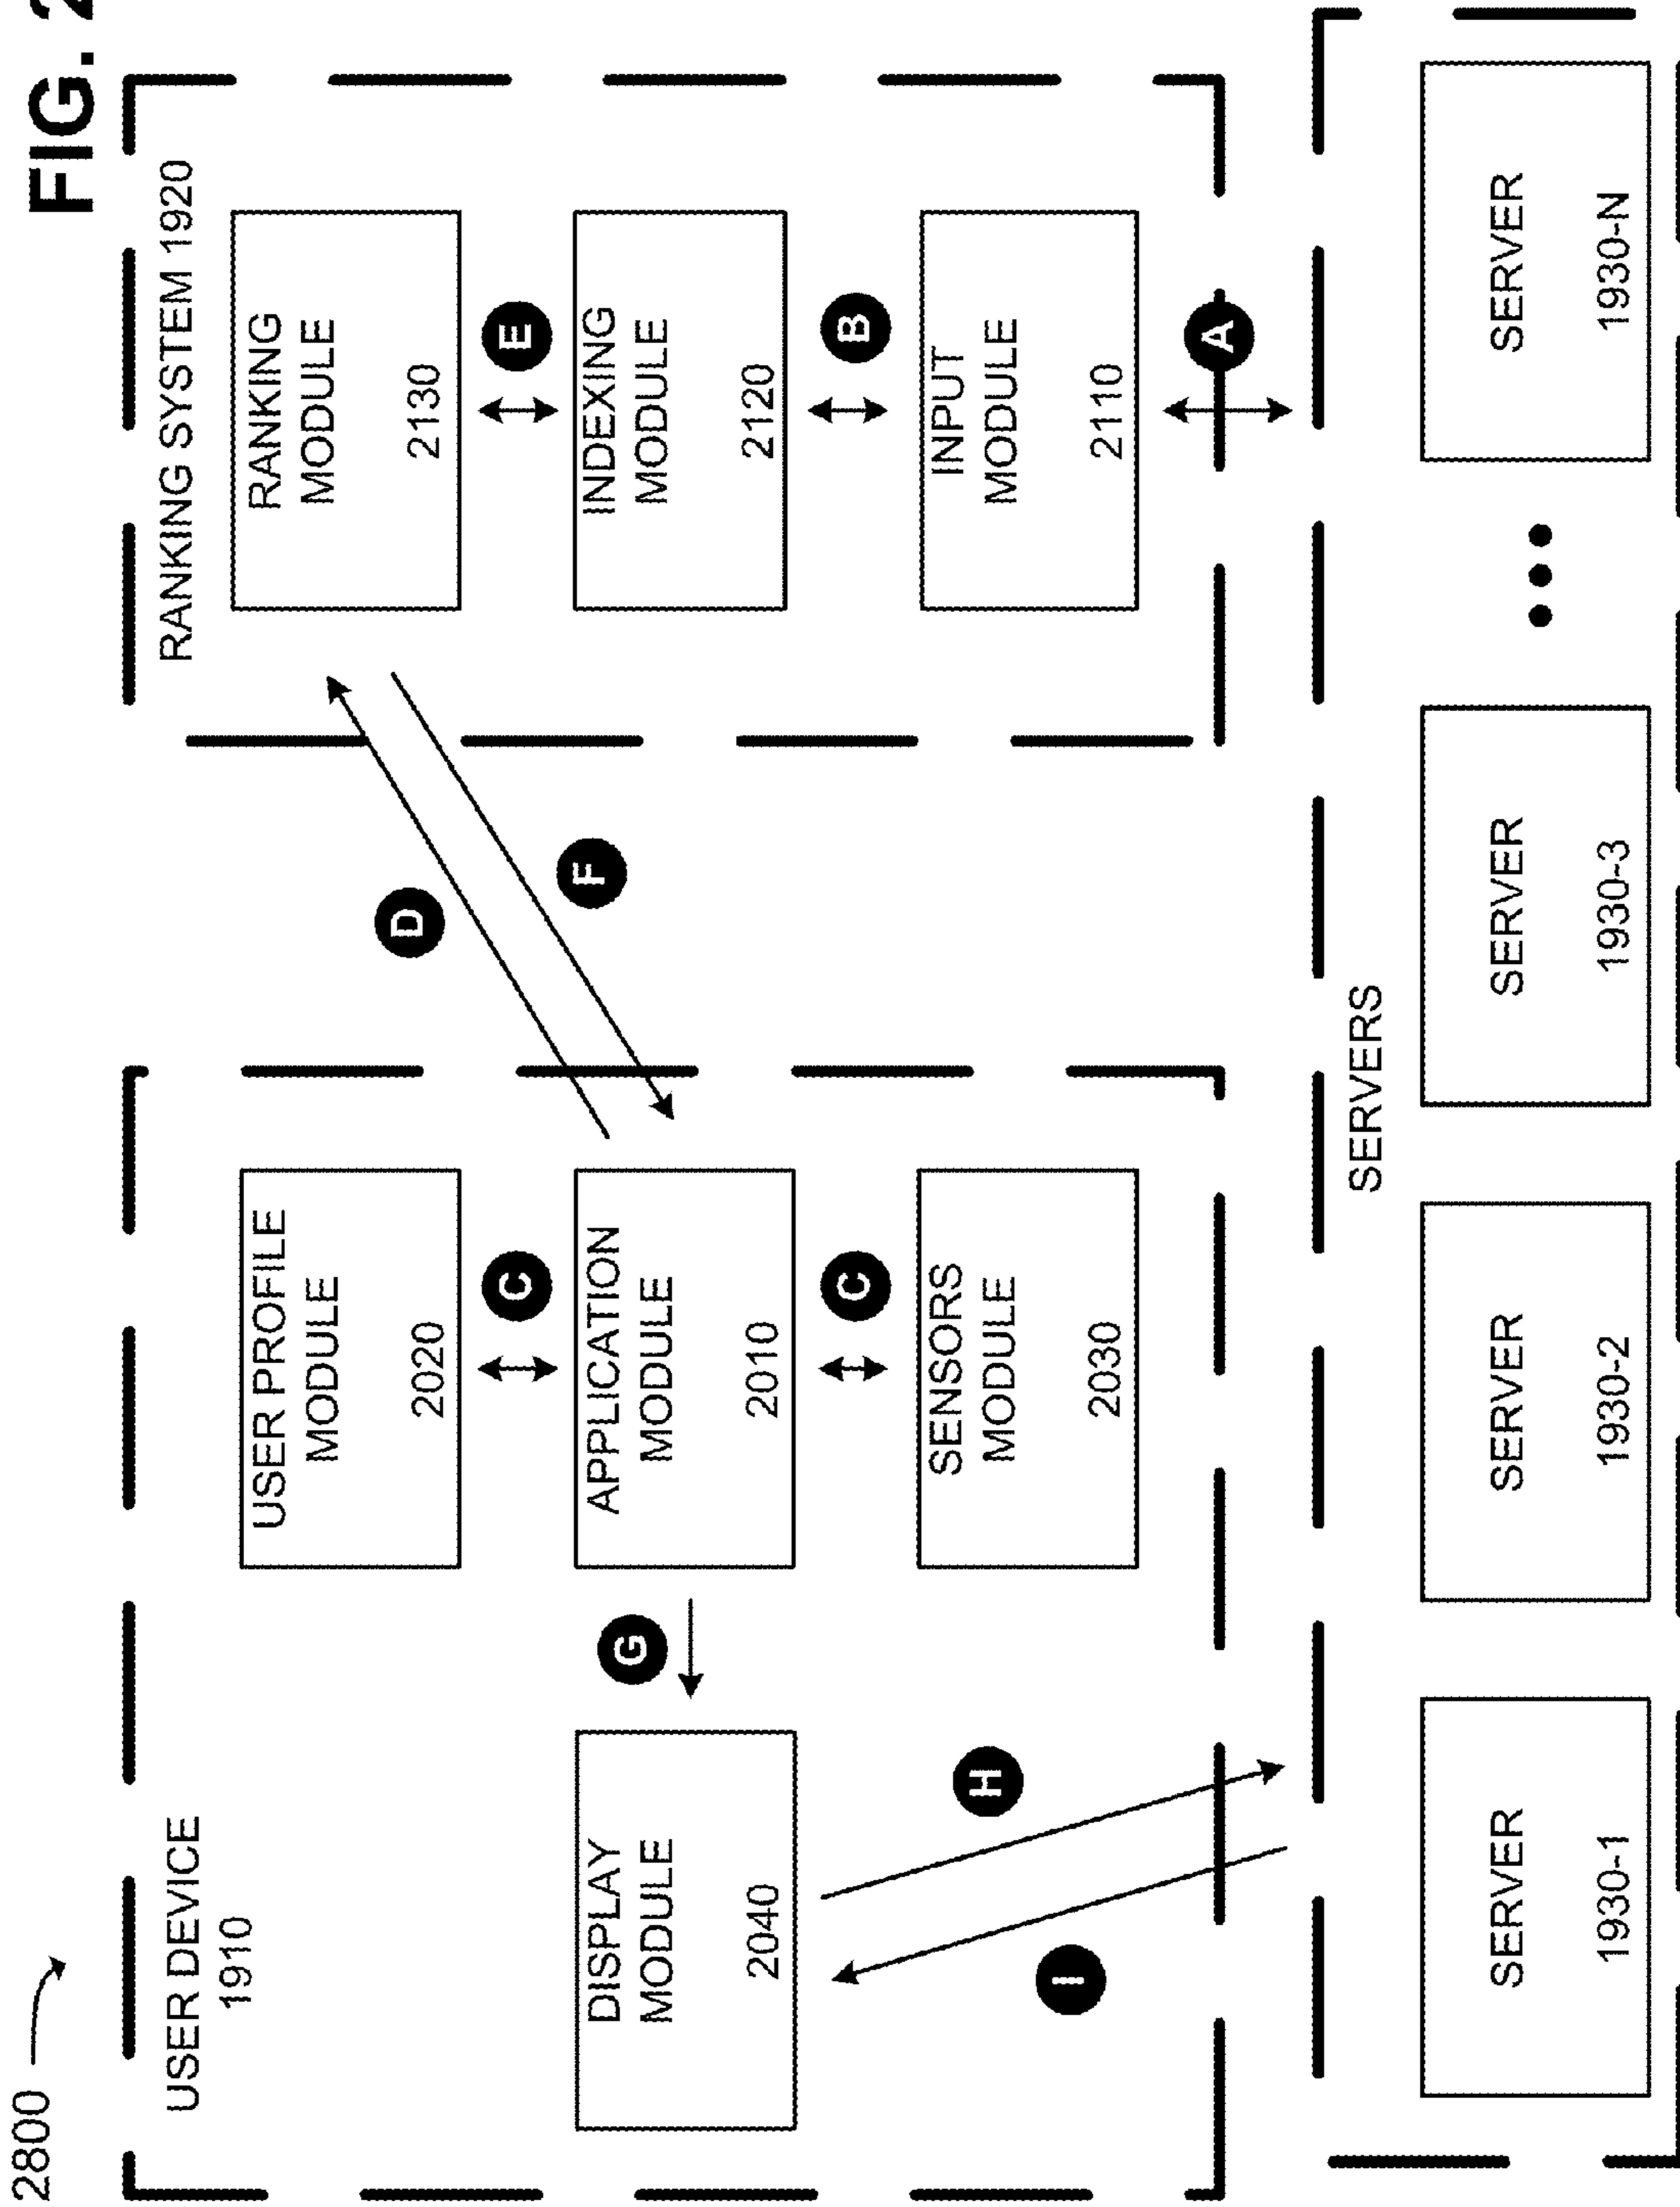 2800
FIG. 2
USER DEVICE
1910
USER PROFILE
MODULE
2020
C
APPLICATION
MODULE
2010
C
SENSORS
MODULE
2030
G
DISPLAY
MODULE
2040
H
I
D
F
RANKING SYSTEM 1920
RANKING
MODULE
2130
E
INDEXING
MODULE
2120
B
INPUT
MODULE
2110
A
SERVERS
SERVER
1930-1
SERVER
1930-2
SERVER
1930-3
SERVER
1930-N